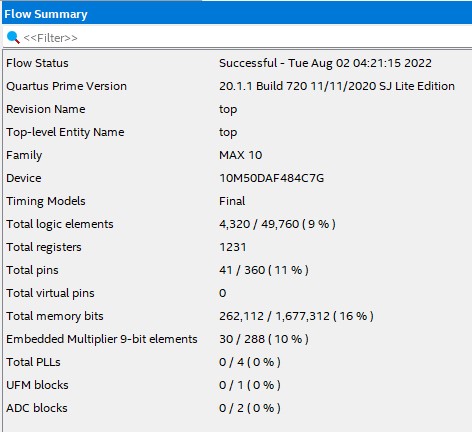 Flow Summary
<<Filter>>
Flow Status Successful - Tue Aug 02 04:21:15 2022
Quartus Prime Version 20.1.1 Build 720 11/11/2020 SJ Lite Edition
Revision Name top
Top-level Entity Name top
Family MAX 10
Device 10M50DAF484C7G
Timing Models Final
Total logic elements 4,320 / 49,760 ( 9 % )
Total registers 1231
Total pins 41 / 360 ( 11 % )
Total virtual pins 0
Total memory bits 262,112 / 1,677,312 ( 16 % )
Embedded Multiplier 9-bit elements 30 / 288 ( 10 % )
Total PLLs 0 / 4 ( 0 % )
UFM blocks 0 / 1 ( 0 % )
ADC blocks 0 / 2 ( 0 % )